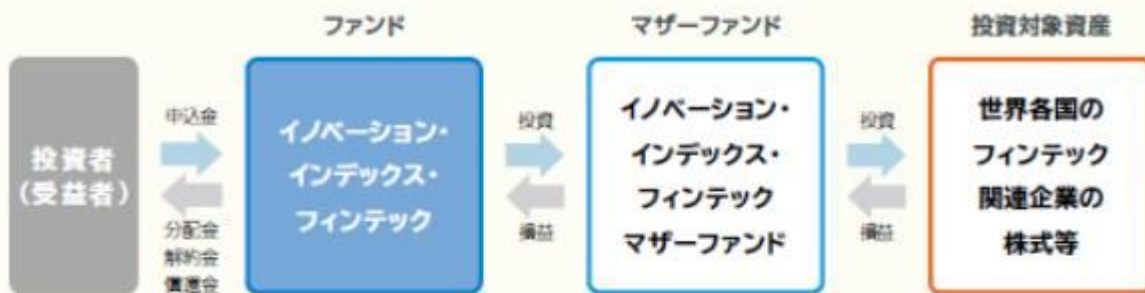 ファンド
マザーファンド
投資対象資産
投資者
(受益者)
申込金
分配金
解約金
償還金
イノベーション・
インデックス・
フィンテック
投資
損益
イノベーション・
インデックス・
フィンテック
マザーファンド
投資
損益
世界各国の
フィンテック
関連企業の
株式等